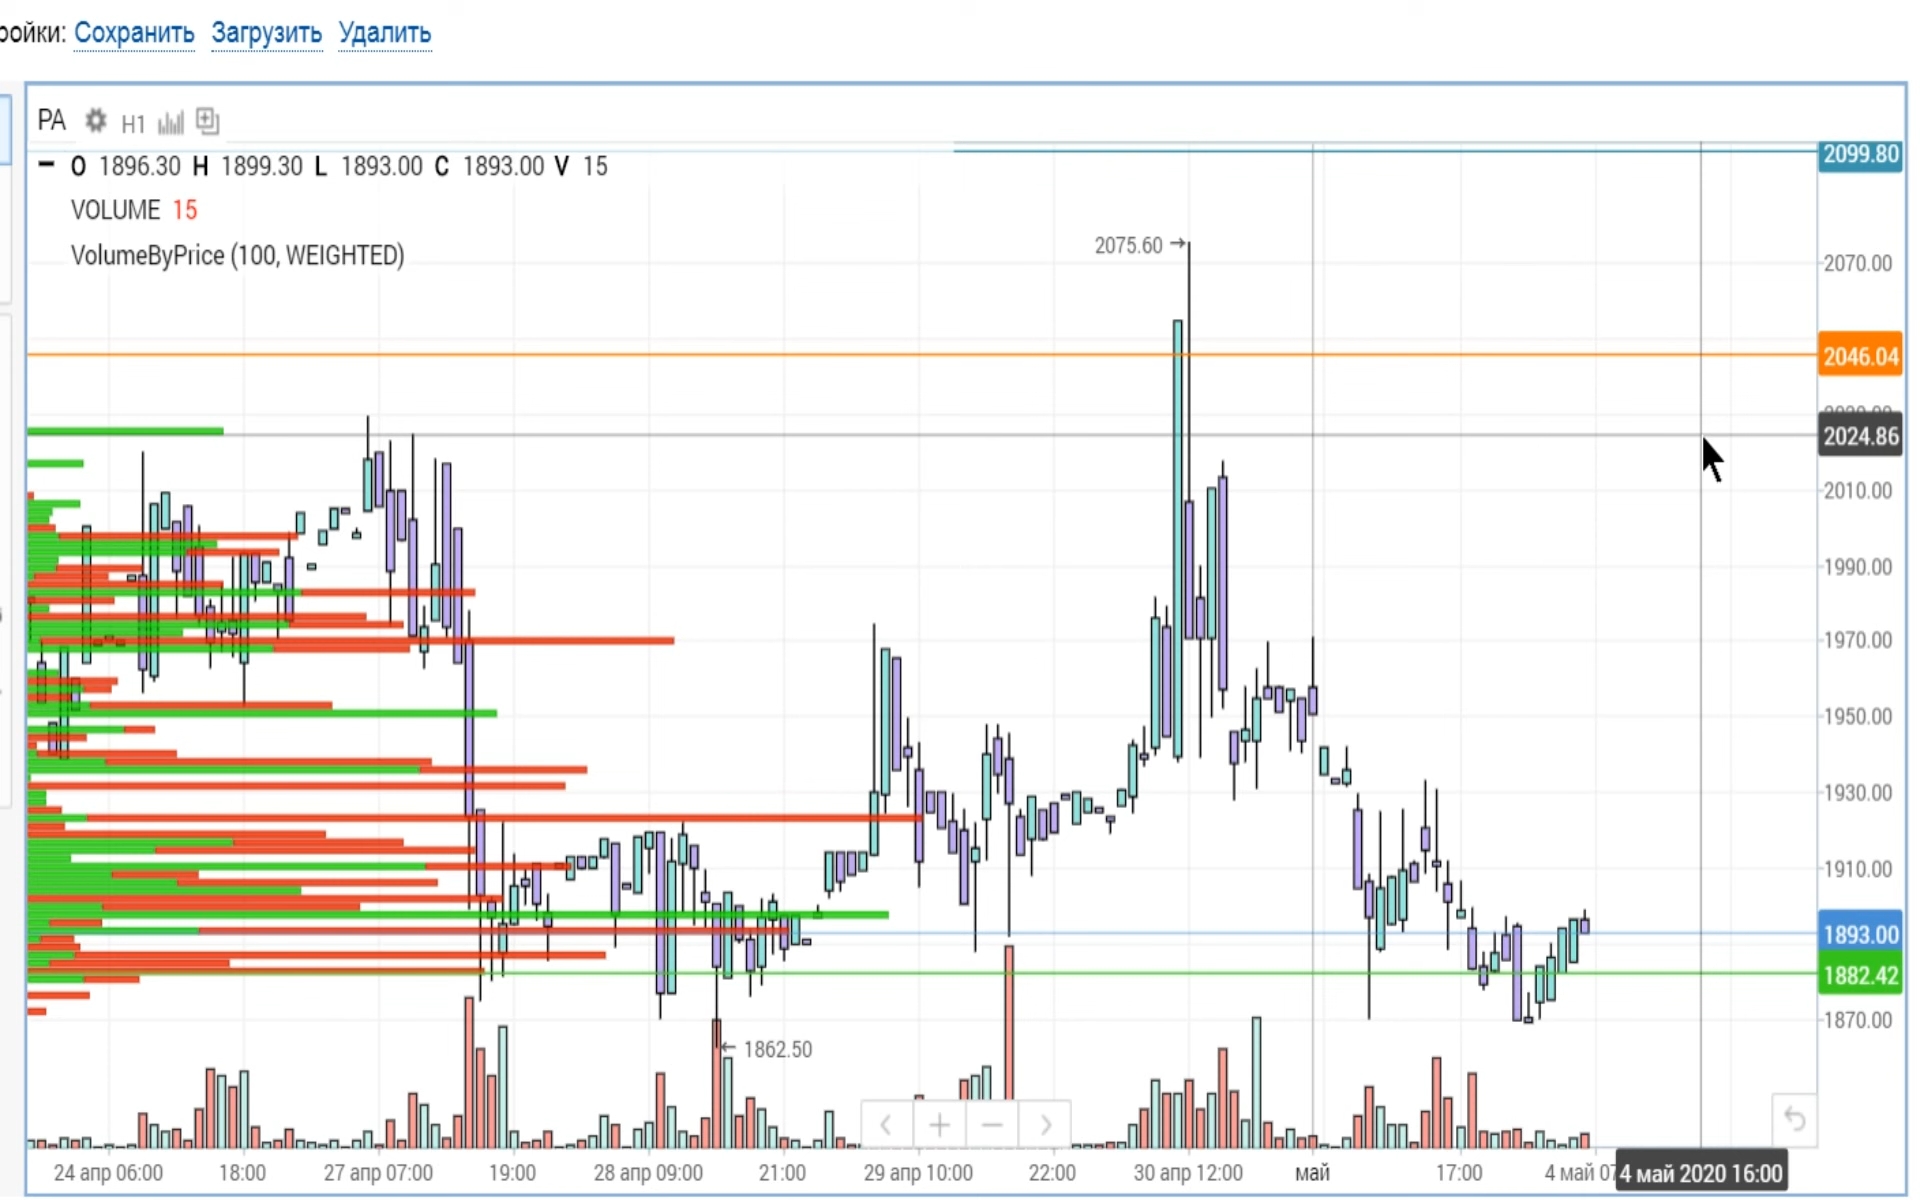 ройки: Сохранить Загрузить Удалить
PA H1
O 1896.30 H 1899.30 L 1893.00 C 1893.00 V 15
VOLUME 15
VolumeByPrice (100, WEIGHTED)
2099.80
2075.60
2070.00
2046.04
2024.86
2010.00
1990.00
1970.00
1950.00
1930.00
1910.00
1893.00
1882.42
1870.00
1862.50
24 апр 06:00 18:00 27 апр 07:00 19:00 28 апр 09:00 21:00 29 апр 10:00 22:00 30 апр 12:00 май 17:00 4 май 07 4 май 2020 16:00